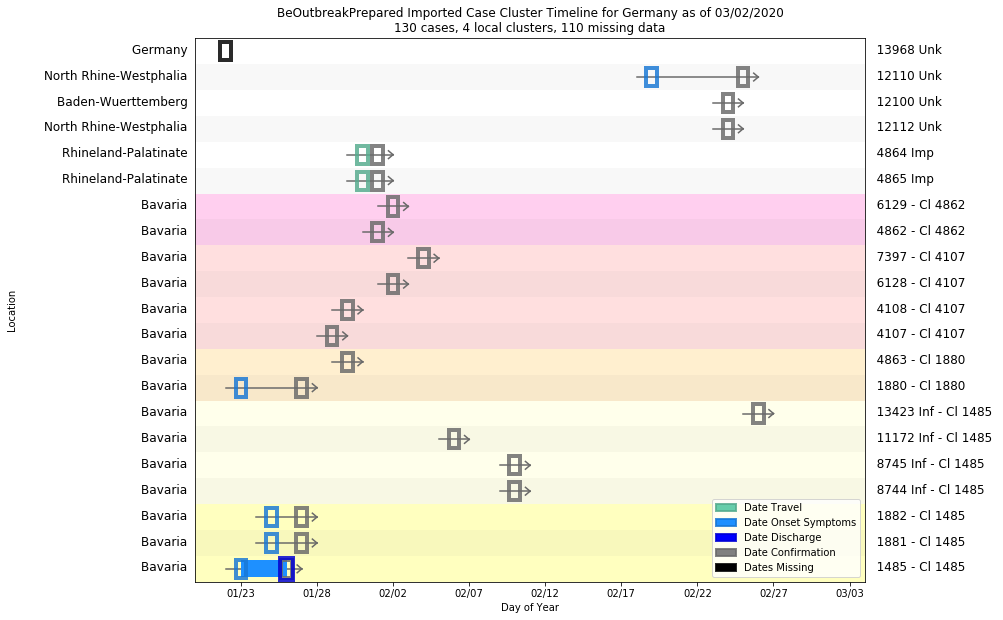 BeOutbreakPrepared Imported Case Cluster Timeline for Germany as of 03/02/2020
130 cases, 4 local clusters, 110 missing data
Germany 13968 Unk
North Rhine-Westphalia 12110 Unk
Baden-Wuerttemberg 12100 Unk
North Rhine-Westphalia 12112 Unk
Rhineland-Palatinate 4864 Imp
Rhineland-Palatinate 4865 Imp
Bavaria 6129 - Cl 4862
Bavaria 4862 - Cl 4862
Bavaria 7397 - Cl 4107
Bavaria 6128 - Cl 4107
Bavaria 4108 - Cl 4107
Bavaria 4107 - Cl 4107
Bavaria 4863 - Cl 1880
Bavaria 1880 - Cl 1880
Bavaria 13423 Inf - Cl 1485
Bavaria 11172 Inf - Cl 1485
Bavaria 8745 Inf - Cl 1485
Bavaria 8744 Inf - Cl 1485
Bavaria 1882 - Cl 1485
Bavaria 1881 - Cl 1485
Bavaria 1485 - Cl 1485
Location
Date Travel
Date Onset Symptoms
Date Discharge
Date Confirmation
Dates Missing
01/23 01/28 02/02 02/07 02/12 02/17 02/22 02/27 03/03
Day of Year